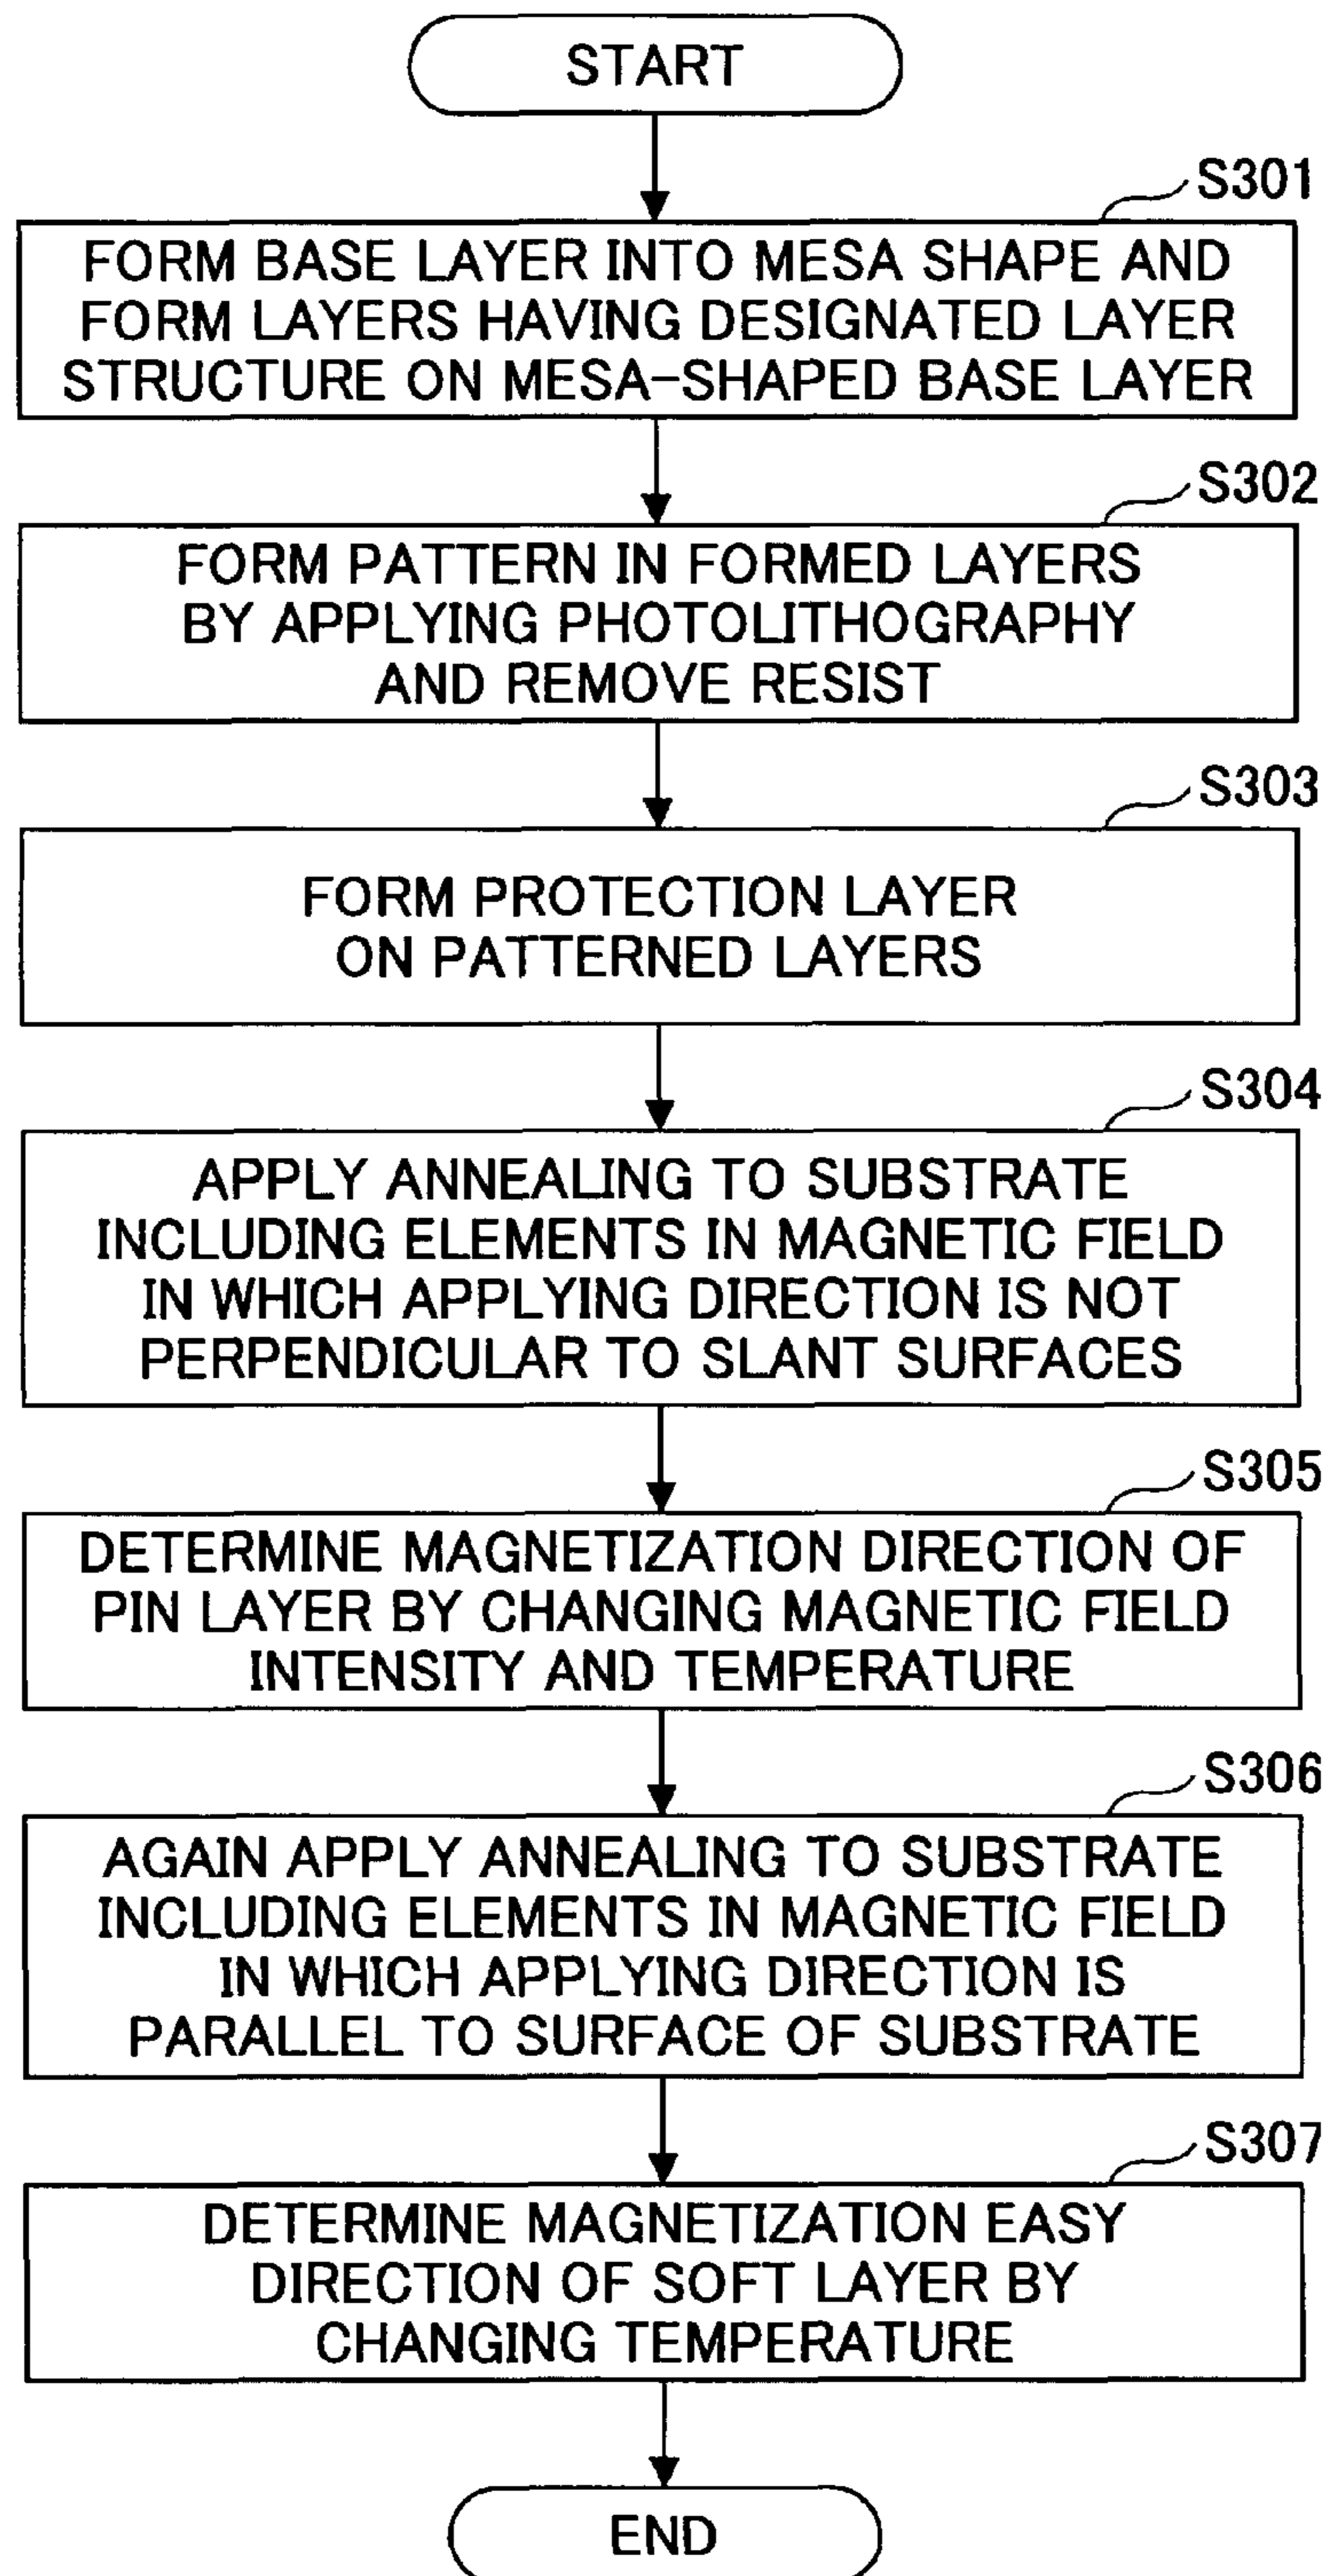 START
S301
FORM BASE LAYER INTO MESA SHAPE AND
FORM LAYERS HAVING DESIGNATED LAYER
STRUCTURE ON MESA-SHAPED BASE LAYER
S302
FORM PATTERN IN FORMED LAYERS
BY APPLYING PHOTOLITHOGRAPHY
AND REMOVE RESIST
S303
FORM PROTECTION LAYER
ON PATTERNED LAYERS
S304
APPLY ANNEALING TO SUBSTRATE
INCLUDING ELEMENTS IN MAGNETIC FIELD
IN WHICH APPLYING DIRECTION IS NOT
PERPENDICULAR TO SLANT SURFACES
S305
DETERMINE MAGNETIZATION DIRECTION OF
PIN LAYER BY CHANGING MAGNETIC FIELD
INTENSITY AND TEMPERATURE
S306
AGAIN APPLY ANNEALING TO SUBSTRATE
INCLUDING ELEMENTS IN MAGNETIC FIELD
IN WHICH APPLYING DIRECTION IS
PARALLEL TO SURFACE OF SUBSTRATE
S307
DETERMINE MAGNETIZATION EASY
DIRECTION OF SOFT LAYER BY
CHANGING TEMPERATURE
END